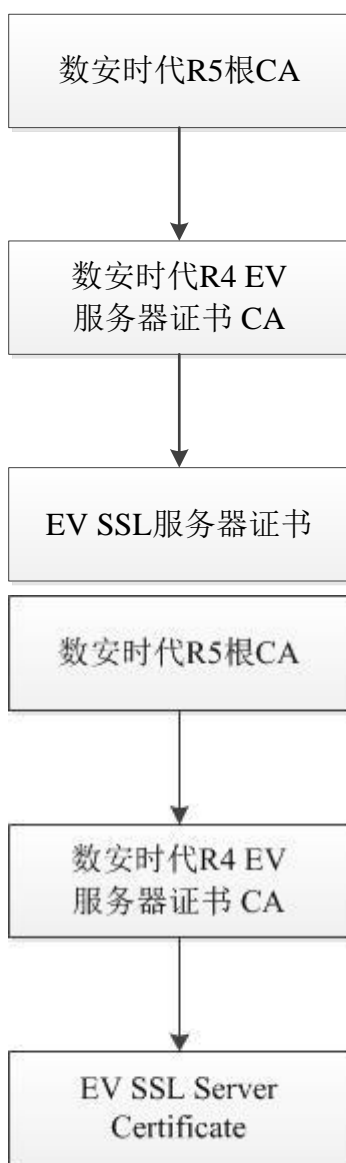 数安时代R5根CA
数安时代R4 EV
服务器证书 CA
EV SSL服务器证书
数安时代R5根CA
数安时代R4 EV
服务器证书 CA
EV SSL Server
Certificate